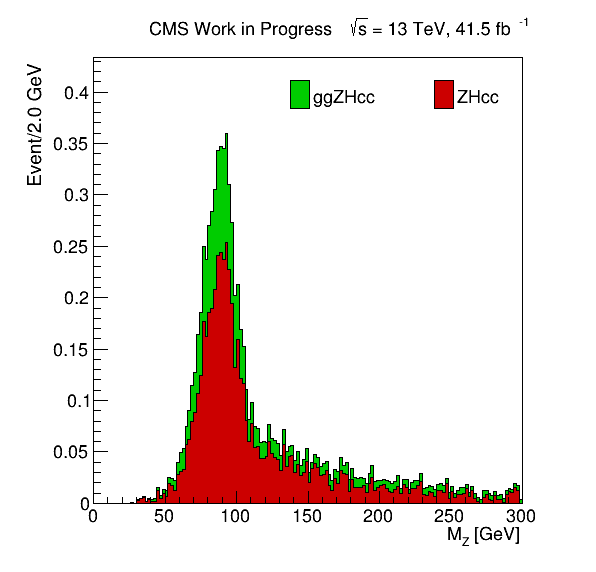 CMS Work in Progress √s = 13 TeV, 41.5 fb⁻¹
Event/2.0 GeV
ggZHcc ZHcc
0.4
0.35
0.3
0.25
0.2
0.15
0.1
0.05
0
0 50 100 150 200 250 300
M_Z [GeV]